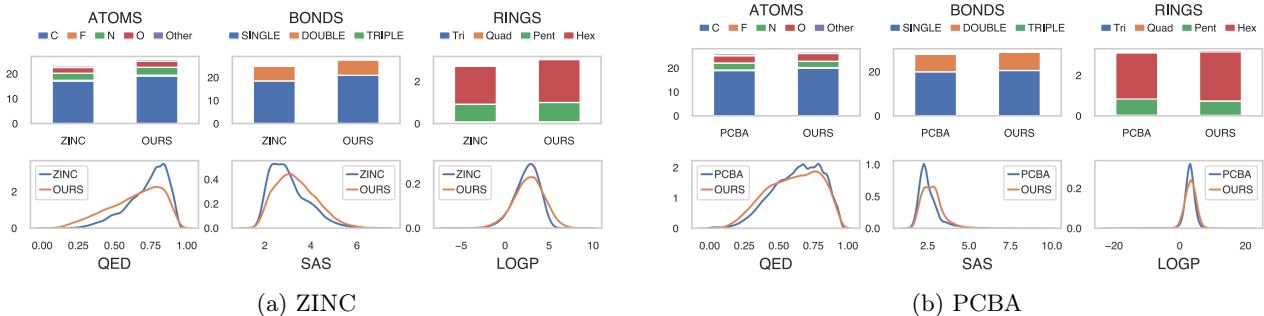 ATOMS BONDS RINGS
C F N O Other SINGLE DOUBLE TRIPLE Tri Quad Pent Hex
20
10
0
ZINC OURS
20
0
ZINC OURS
2
0
ZINC OURS
ZINC
OURS
2
0
0.00 0.25 0.50 0.75 1.00
QED
ZINC
OURS
0.4
0.2
0.0
2 4 6
SAS
ZINC
OURS
0.2
0.0
−5 0 5 10
LOGP
(a) ZINC
ATOMS BONDS RINGS
C F N O Other SINGLE DOUBLE TRIPLE Tri Quad Pent Hex
20
10
0
PCBA OURS
20
0
PCBA OURS
2
0
PCBA OURS
PCBA
OURS
2
1
0
0.00 0.25 0.50 0.75 1.00
QED
PCBA
OURS
1.0
0.5
0.0
2.5 5.0 7.5 10.0
SAS
PCBA
OURS
0.2
0.0
−20 0 20
LOGP
(b) PCBA